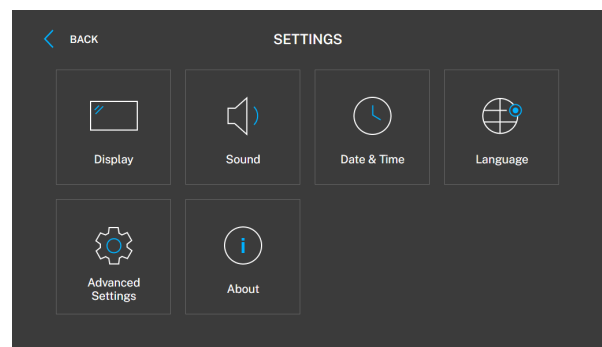 BACK
SETTINGS
Display
Sound
Date & Time
Language
Advanced
Settings
i
About